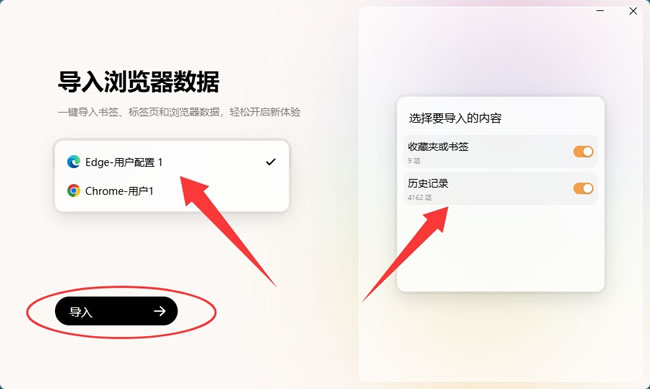 导入浏览器数据
一键导入书签、标签页和浏览器数据，轻松开启新体验
Edge-用户配置 1
Chrome-用户1
导入
选择要导入的内容
收藏夹或书签
9 项
历史记录
4162 项